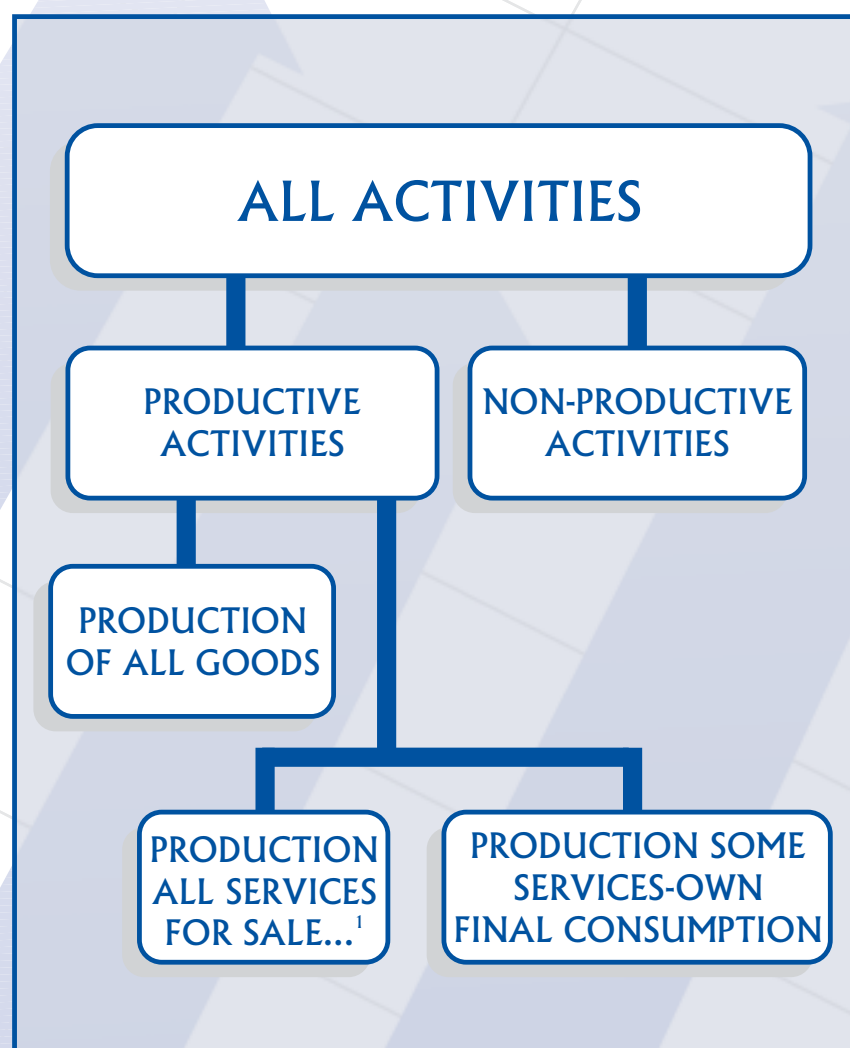 ALL ACTIVITIES
PRODUCTIVE
ACTIVITIES
NON-PRODUCTIVE
ACTIVITIES
PRODUCTION
OF ALL GOODS
PRODUCTION
ALL SERVICES
FOR SALE...¹
PRODUCTION SOME
SERVICES-OWN
FINAL CONSUMPTION